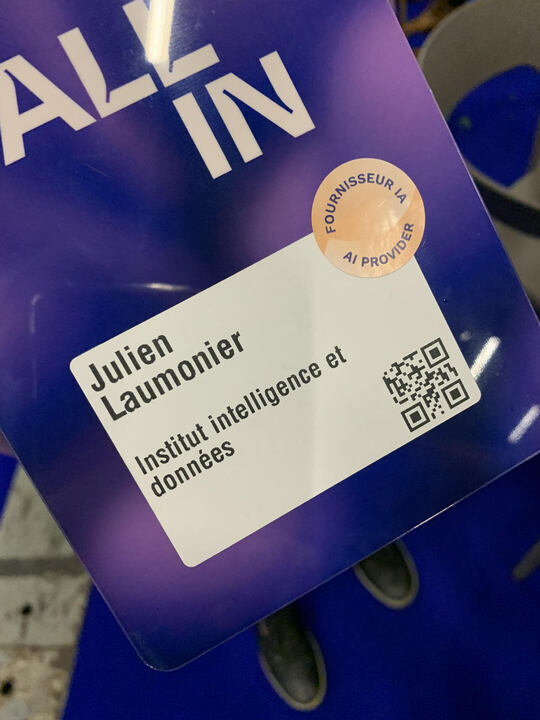 ALL
IN
FOURNISSEUR IA
AI PROVIDER
Julien
Laumonier
Institut intelligence et
données